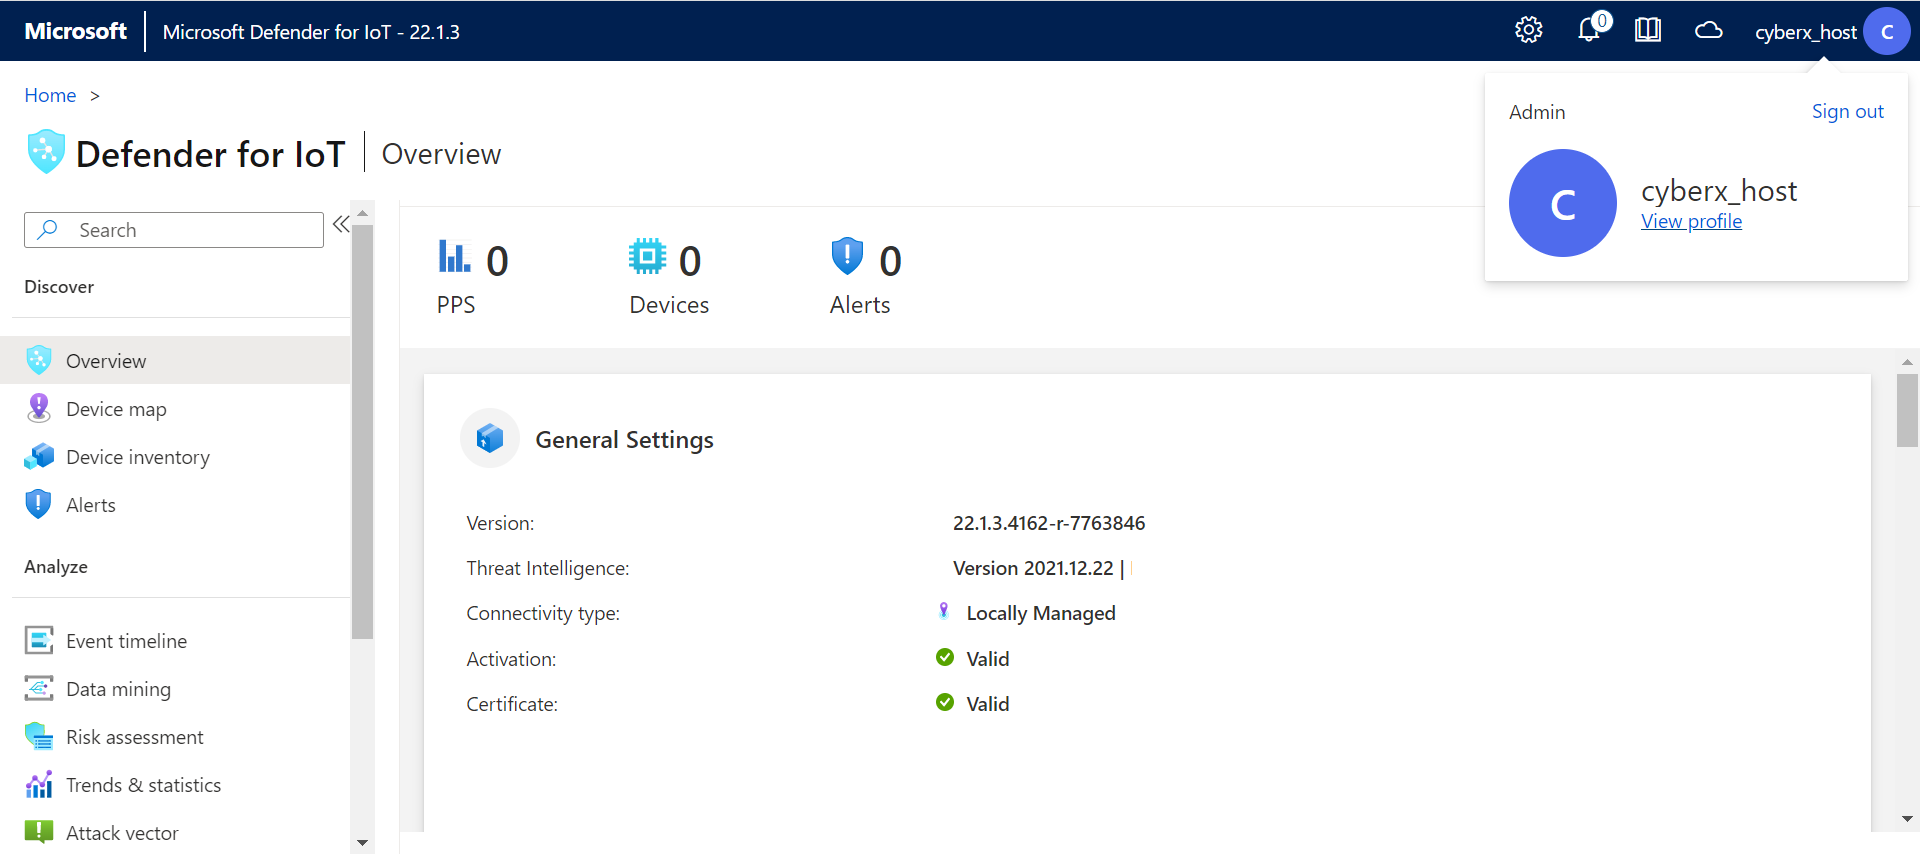 Microsoft Microsoft Defender for IoT - 22.1.3 0 cyberx_host C
Home >
Admin Sign out
C cyberx_host
View profile
Defender for IoT Overview
Search
Discover
Overview
Device map
Device inventory
Alerts
Analyze
Event timeline
Data mining
Risk assessment
Trends & statistics
Attack vector
0 0 0
PPS Devices Alerts
General Settings
Version: 22.1.3.4162-r-7763846
Threat Intelligence: Version 2021.12.22 |
Connectivity type: Locally Managed
Activation: Valid
Certificate: Valid